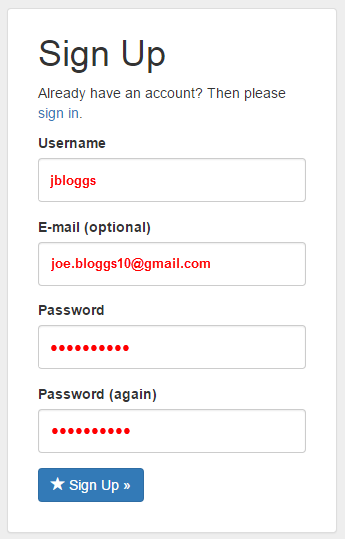 Sign Up
Already have an account? Then please
sign in.
Username
jbloggs
E-mail (optional)
joe.bloggs10@gmail.com
Password
●●●●●●●●●●
Password (again)
●●●●●●●●●●
★ Sign Up »